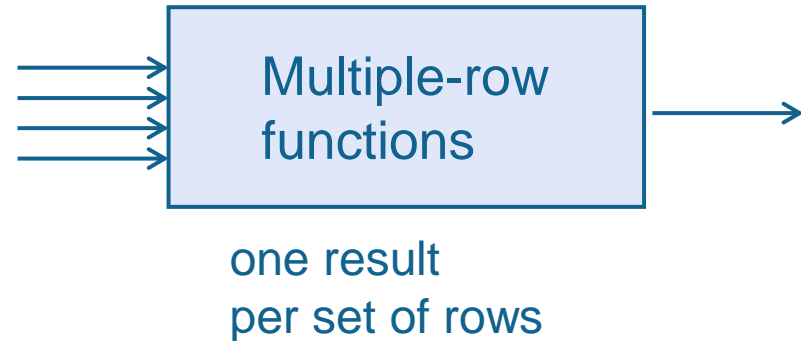 Multiple-row
functions
one result
per set of rows